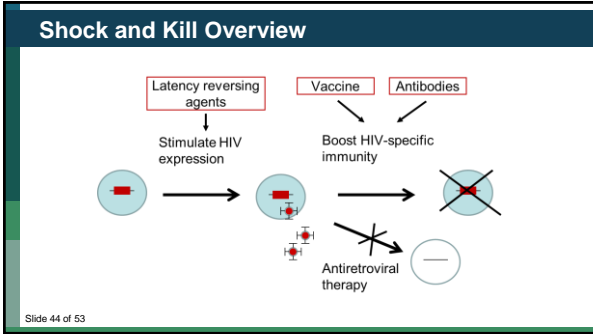 Shock and Kill Overview
Latency reversing
agents
Vaccine
Antibodies
Stimulate HIV
expression
Boost HIV-specific
immunity
Antiretroviral
therapy
Slide 44 of 53